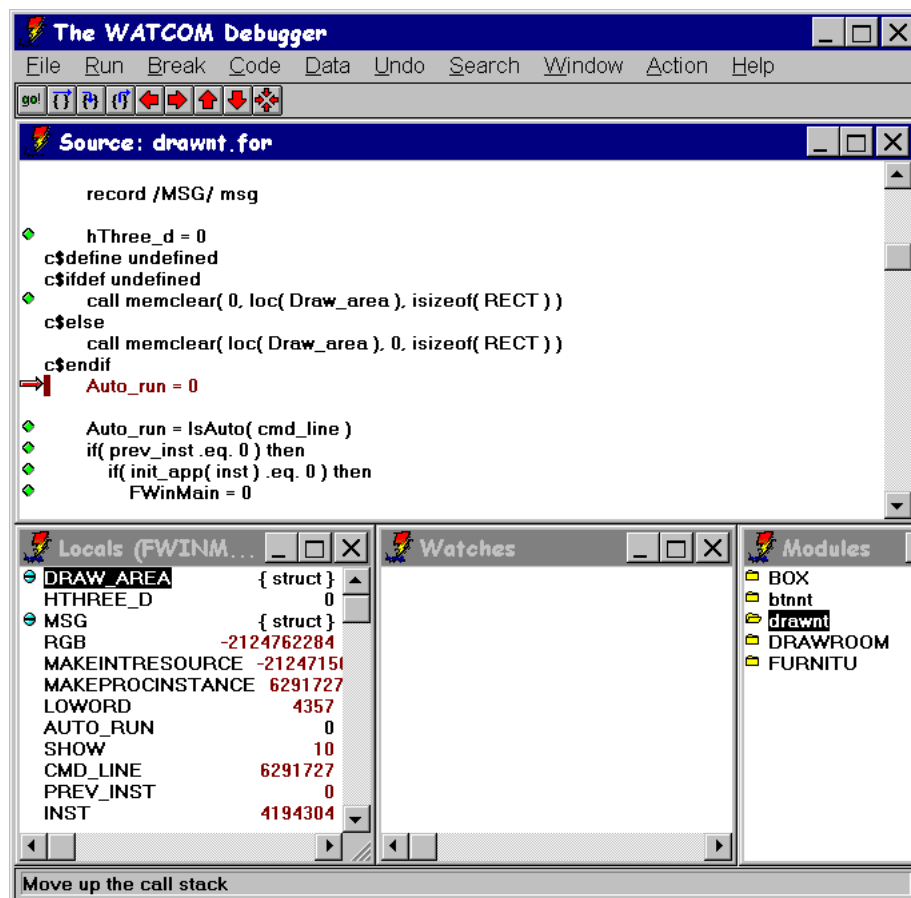 The WATCOM Debugger
File Run Break Code Data Undo Search Window Action Help
go!
Source: drawnt.for
record /MSG/ msg
hThree_d = 0
c$define undefined
c$ifdef undefined
call memclear( 0, loc( Draw_area ), isizeof( RECT ) )
c$else
call memclear( loc( Draw_area ), 0, isizeof( RECT ) )
c$endif
Auto_run = 0
Auto_run = IsAuto( cmd_line )
if( prev_inst .eq. 0 ) then
if( init_app( inst ) .eq. 0 ) then
FWinMain = 0
Locals (FWINM...
DRAW_AREA { struct }
HTHREE_D 0
MSG { struct }
RGB -2124762284
MAKEINTRESOURCE -2124715
MAKEPROCINSTANCE 6291727
LOWORD 4357
AUTO_RUN 0
SHOW 10
CMD_LINE 6291727
PREV_INST 0
INST 4194304
Watches
Modules
BOX
btnnt
drawnt
DRAWROOM
FURNITU
Move up the call stack